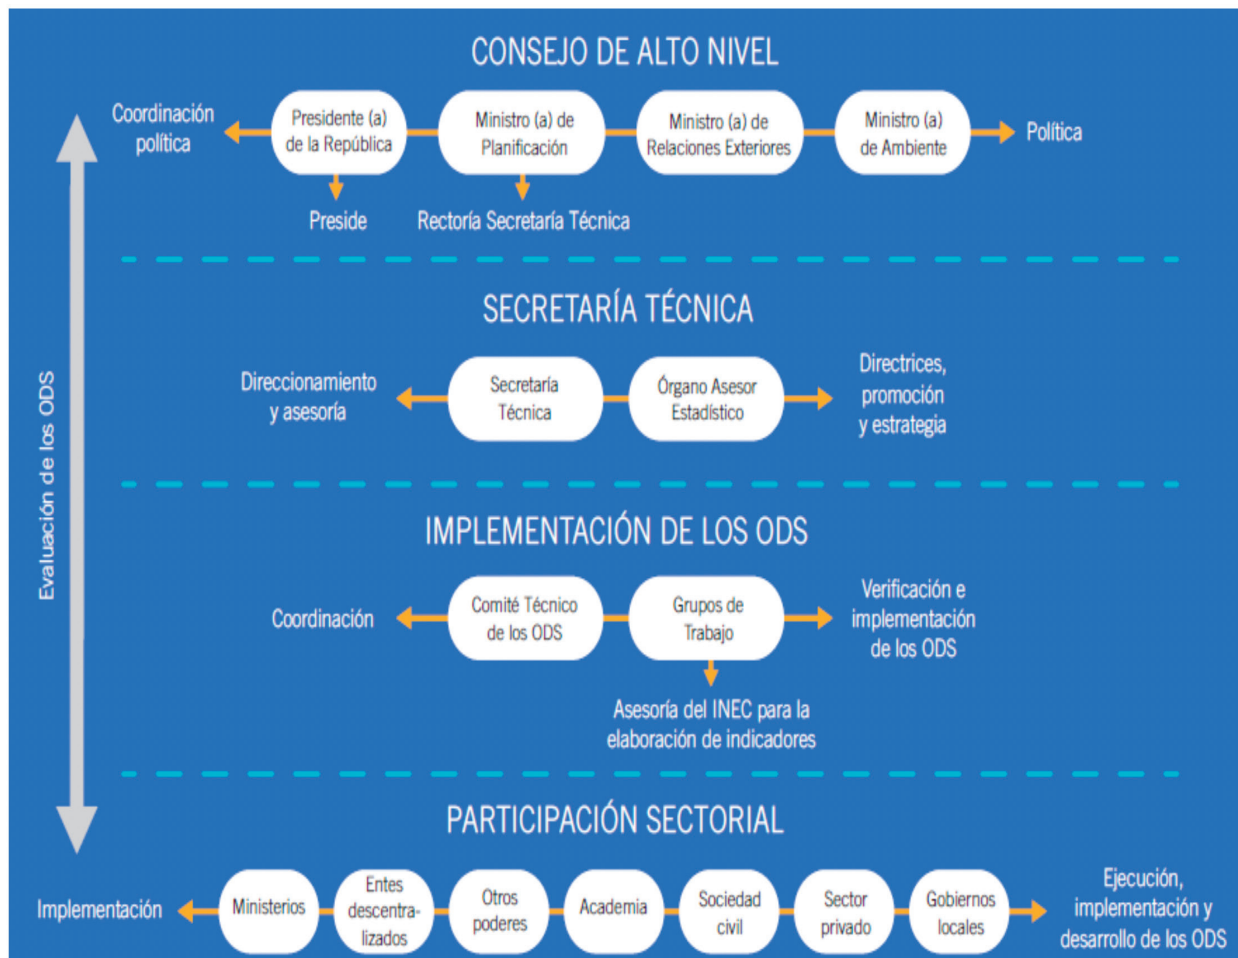 CONSEJO DE ALTO NIVEL
Coordinación
política
Presidente (a)
de la República
Ministro (a) de
Planificación
Ministro (a) de
Relaciones Exteriores
Ministro (a)
de Ambiente
Política
Preside
Rectoría Secretaría Técnica
SECRETARÍA TÉCNICA
Direccionamiento
y asesoría
Secretaría
Técnica
Órgano Asesor
Estadístico
Directrices,
promoción
y estrategia
Evaluación de los ODS
IMPLEMENTACIÓN DE LOS ODS
Coordinación
Comité Técnico
de los ODS
Grupos de
Trabajo
Verificación e
implementación
de los ODS
Asesoría del INEC para la
elaboración de indicadores
PARTICIPACIÓN SECTORIAL
Implementación
Ministerios
Entes
descentra-
lizados
Otros
poderes
Academia
Sociedad
civil
Sector
privado
Gobiernos
locales
Ejecución,
implementación y
desarrollo de los ODS